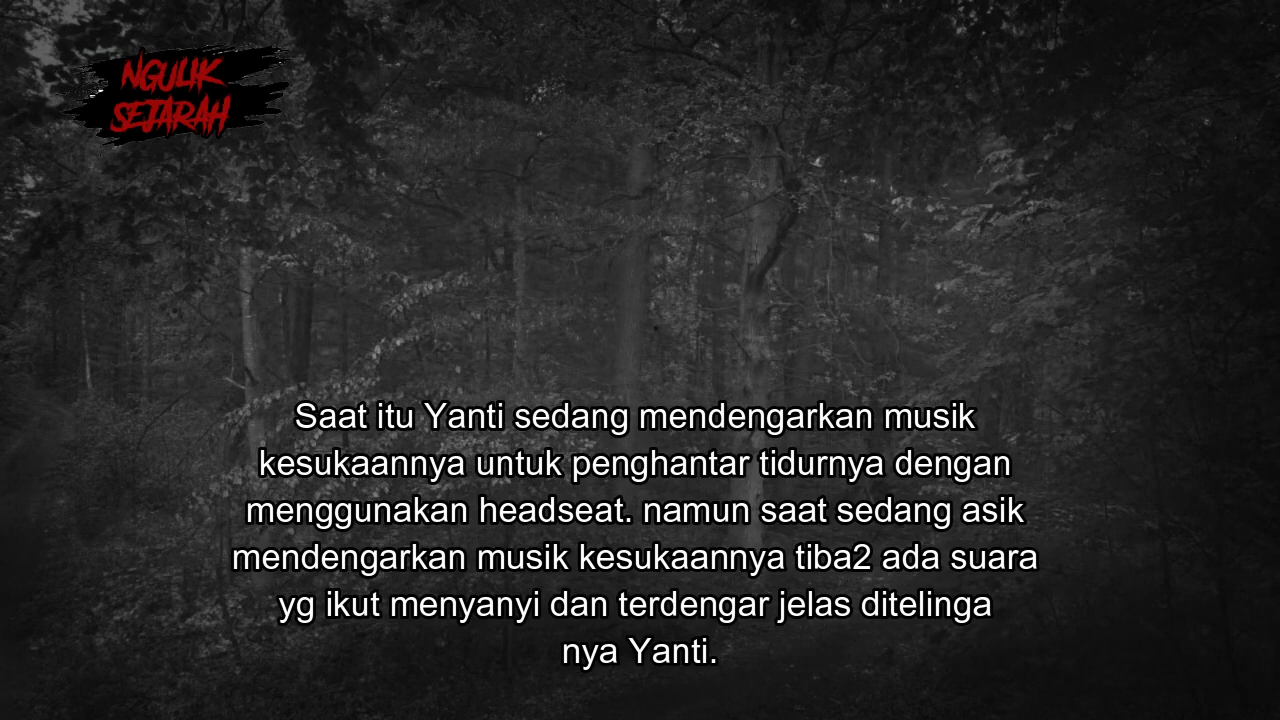 NGULIK
SEJARAH
Saat itu Yanti sedang mendengarkan musik
kesukaannya untuk penghantar tidurnya dengan
menggunakan headseat. namun saat sedang asik
mendengarkan musik kesukaannya tiba2 ada suara
yg ikut menyanyi dan terdengar jelas ditelinga
nya Yanti.